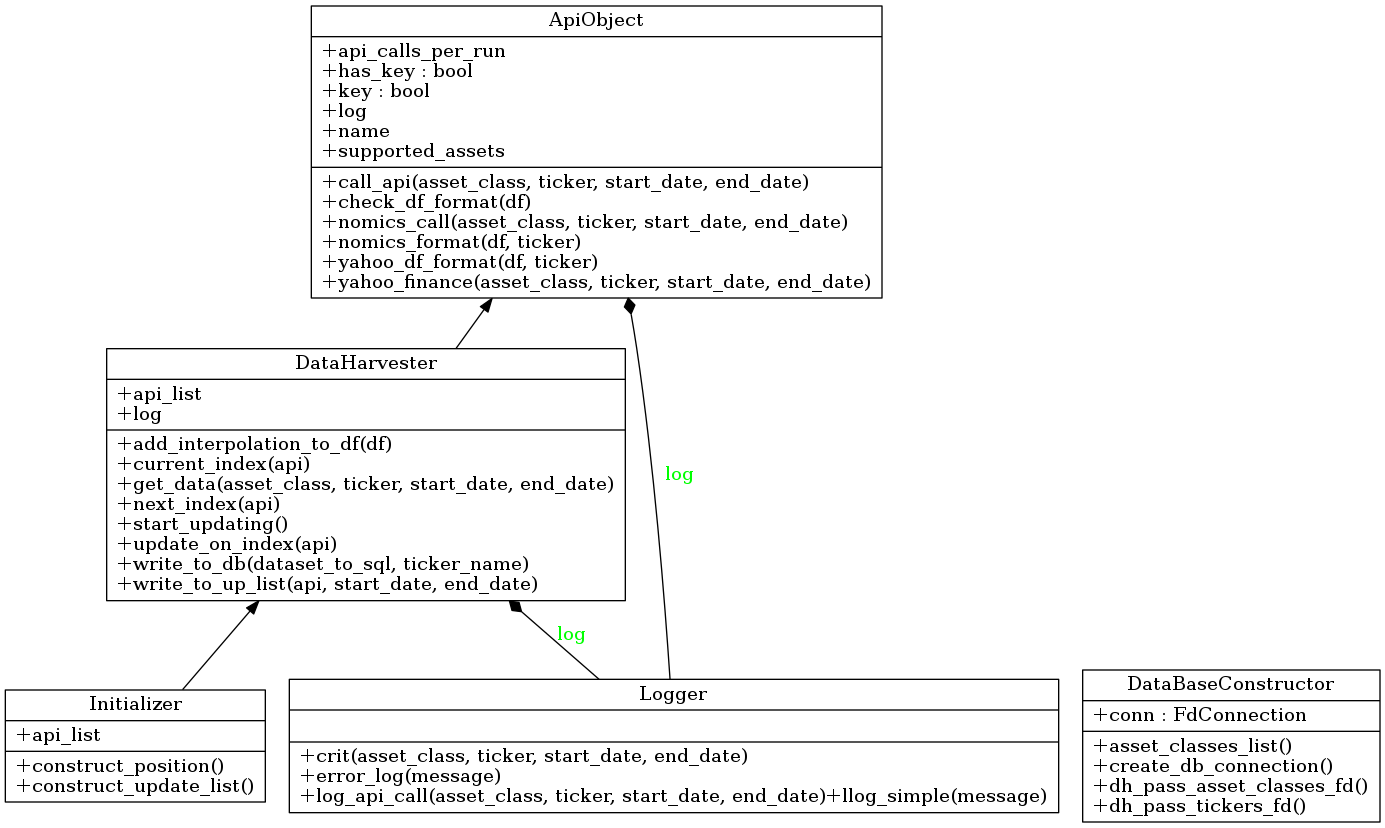 ApiObject
+api_calls_per_run
+has_key : bool
+key : bool
+log
+name
+supported_assets
+call_api(asset_class, ticker, start_date, end_date)
+check_df_format(df)
+nomics_call(asset_class, ticker, start_date, end_date)
+nomics_format(df, ticker)
+yahoo_df_format(df, ticker)
+yahoo_finance(asset_class, ticker, start_date, end_date)
DataHarvester
+api_list
+log
+add_interpolation_to_df(df)
+current_index(api)
+get_data(asset_class, ticker, start_date, end_date)
+next_index(api)
+start_updating()
+update_on_index(api)
+write_to_db(dataset_to_sql, ticker_name)
+write_to_up_list(api, start_date, end_date)
log
log
Initializer
+api_list
+construct_position()
+construct_update_list()
Logger
+crit(asset_class, ticker, start_date, end_date)
+error_log(message)
+log_api_call(asset_class, ticker, start_date, end_date)+llog_simple(message)
DataBaseConstructor
+conn : FdConnection
+asset_classes_list()
+create_db_connection()
+dh_pass_asset_classes_fd()
+dh_pass_tickers_fd()